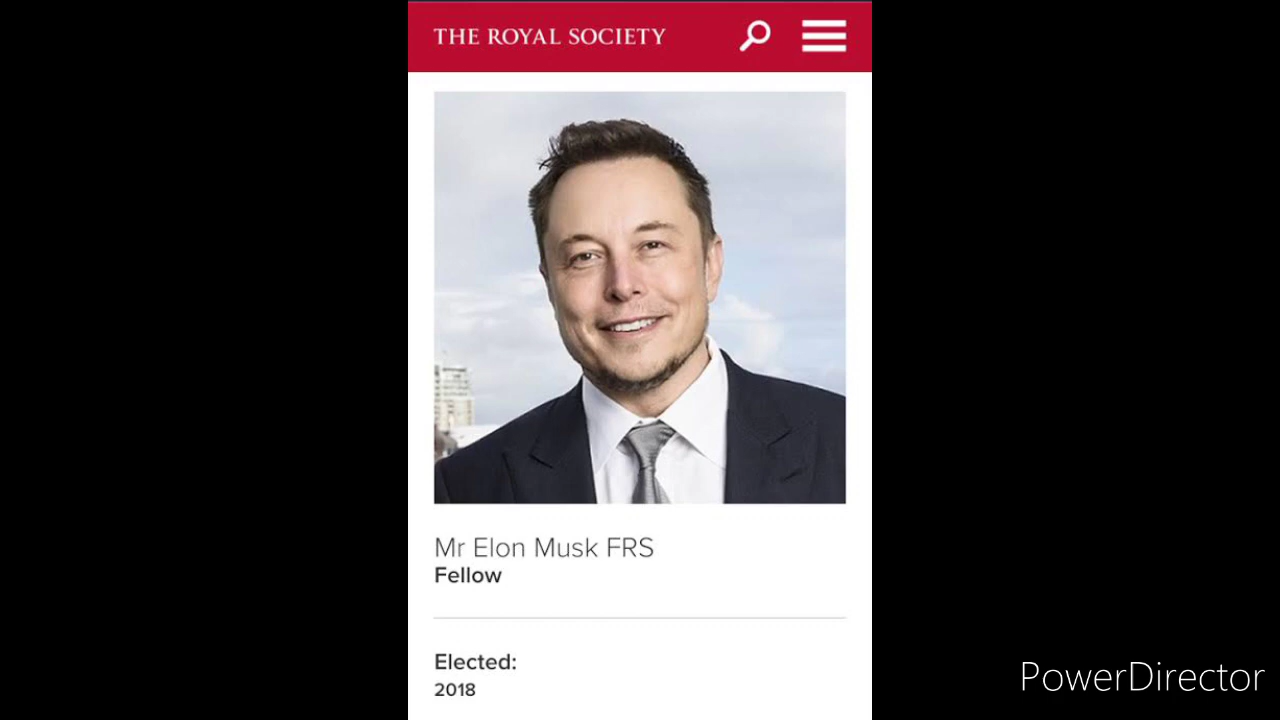 THE ROYAL SOCIETY
Mr Elon Musk FRS
Fellow
Elected:
2018
PowerDirector